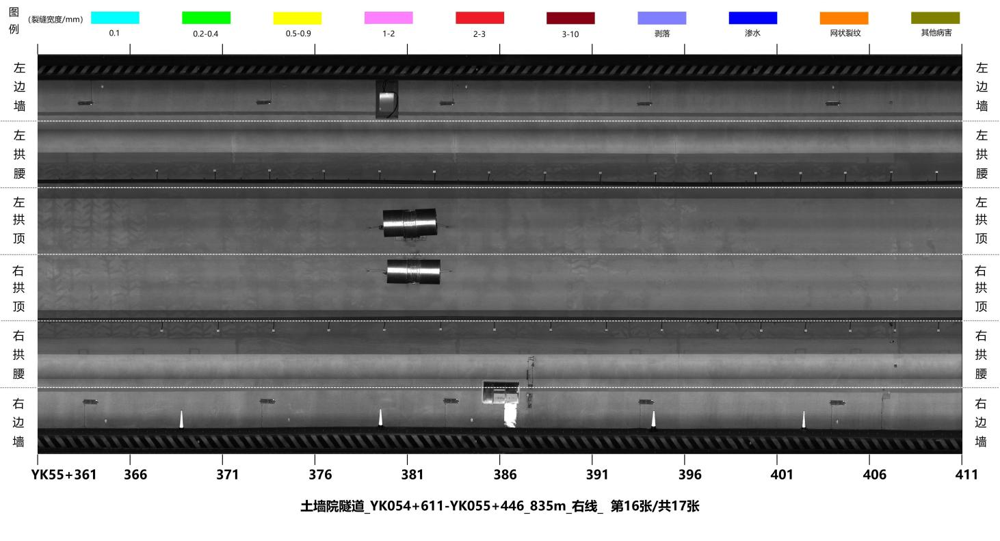 图例
(裂缝宽度/mm)
0.1
0.2-0.4
0.5-0.9
1-2
2-3
3-10
剥落
渗水
网状裂纹
其他病害
左边墙
左边墙
左拱腰
左拱腰
左拱顶
左拱顶
右拱顶
右拱顶
右拱腰
右拱腰
右边墙
右边墙
YK55+361 366 371 376 381 386 391 396 401 406 411
土墙院隧道_YK054+611-YK055+446_835m_右线_ 第16张/共17张